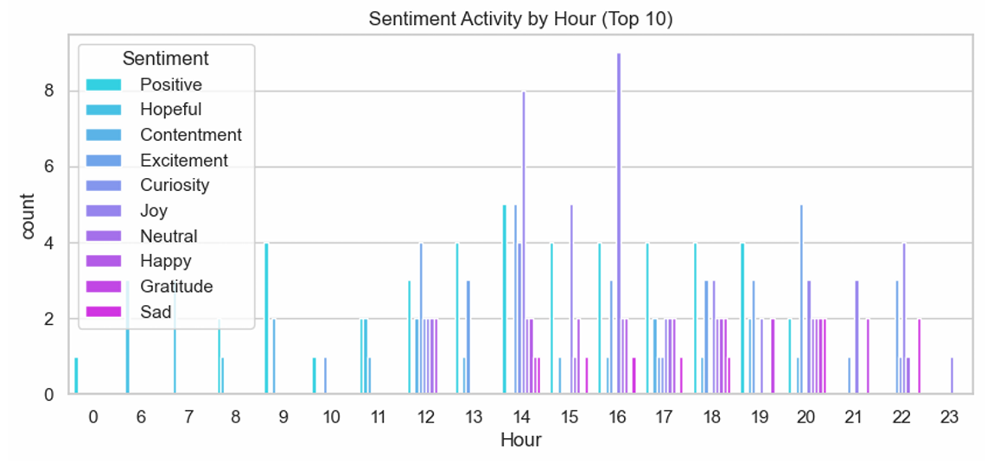 Sentiment Activity by Hour (Top 10)
Sentiment
Positive
Hopeful
Contentment
Excitement
Curiosity
Joy
Neutral
Happy
Gratitude
Sad
count
8
6
4
2
0
0 6 7 8 9 10 11 12 13 14 15 16 17 18 19 20 21 22 23
Hour